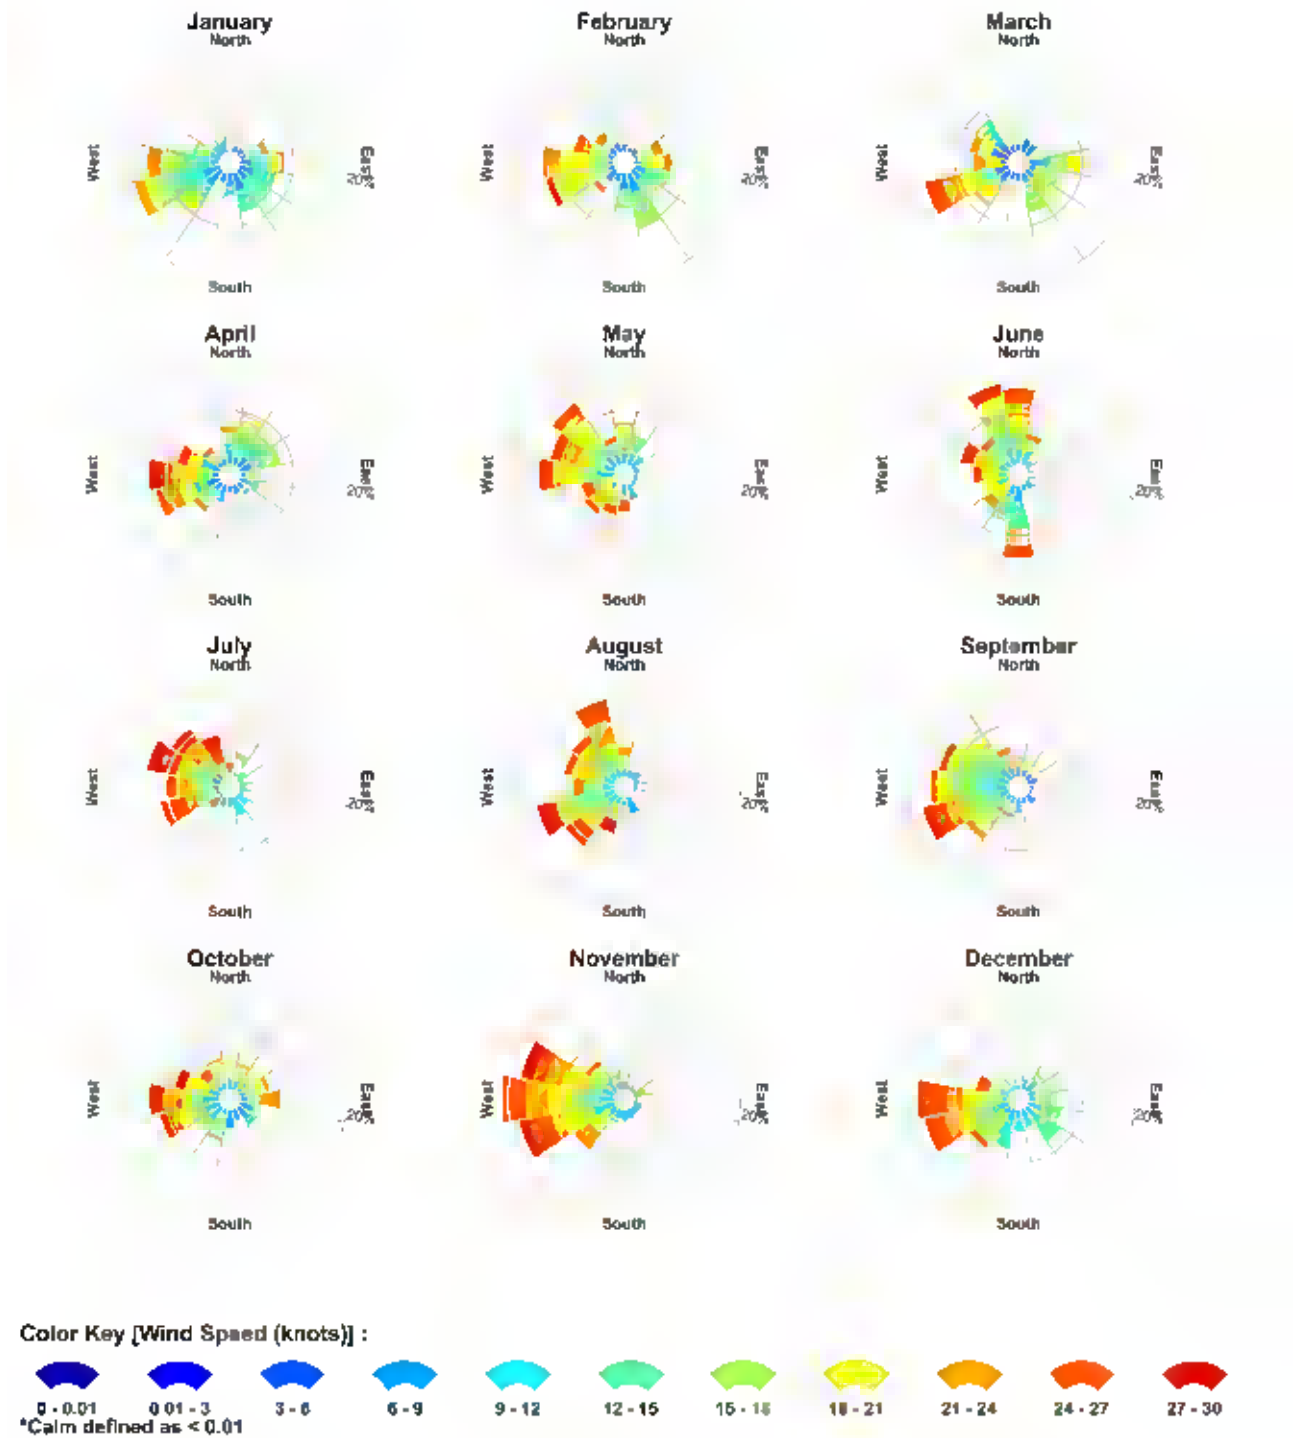 January
North
West
East
20%
South
February
North
West
East
20%
South
March
North
West
East
20%
South
April
North
West
East
20%
South
May
North
West
East
20%
South
June
North
West
East
20%
South
July
North
West
East
20%
South
August
North
West
East
20%
South
September
North
West
East
20%
South
October
North
West
East
20%
South
November
North
West
East
20%
South
December
North
West
East
20%
South
Color Key [Wind Speed (knots)] :
0 - 0.01 0.01 - 3 3 - 6 6 - 9 9 - 12 12 - 15 15 - 18 18 - 21 21 - 24 24 - 27 27 - 30
*Calm defined as < 0.01